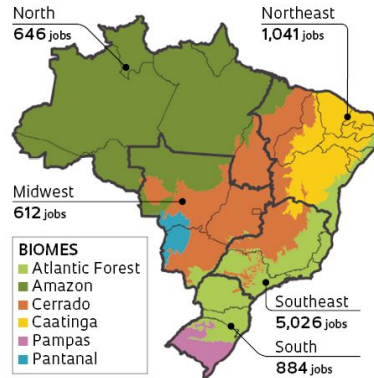 North
646 jobs
Northeast
1,041 jobs
Midwest
612 jobs
BIOMES
Atlantic Forest
Amazon
Cerrado
Caatinga
Pampas
Pantanal
Southeast
5,026 jobs
South
884 jobs